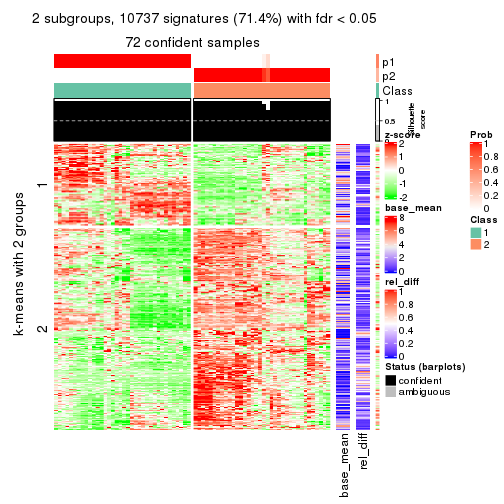 2 subgroups, 10737 signatures (71.4%) with fdr < 0.05
72 confident samples
p1
p2
Class
1
0.5
0
Silhouette
score
k-means with 2 groups
1
2
z-score
2
1
0
-1
-2
base_mean
8
6
4
2
0
rel_diff
1
0.8
0.6
0.4
0.2
0
Status (barplots)
confident
ambiguous
Prob
1
0.8
0.6
0.4
0.2
0
Class
1
2
base_mean
rel_diff